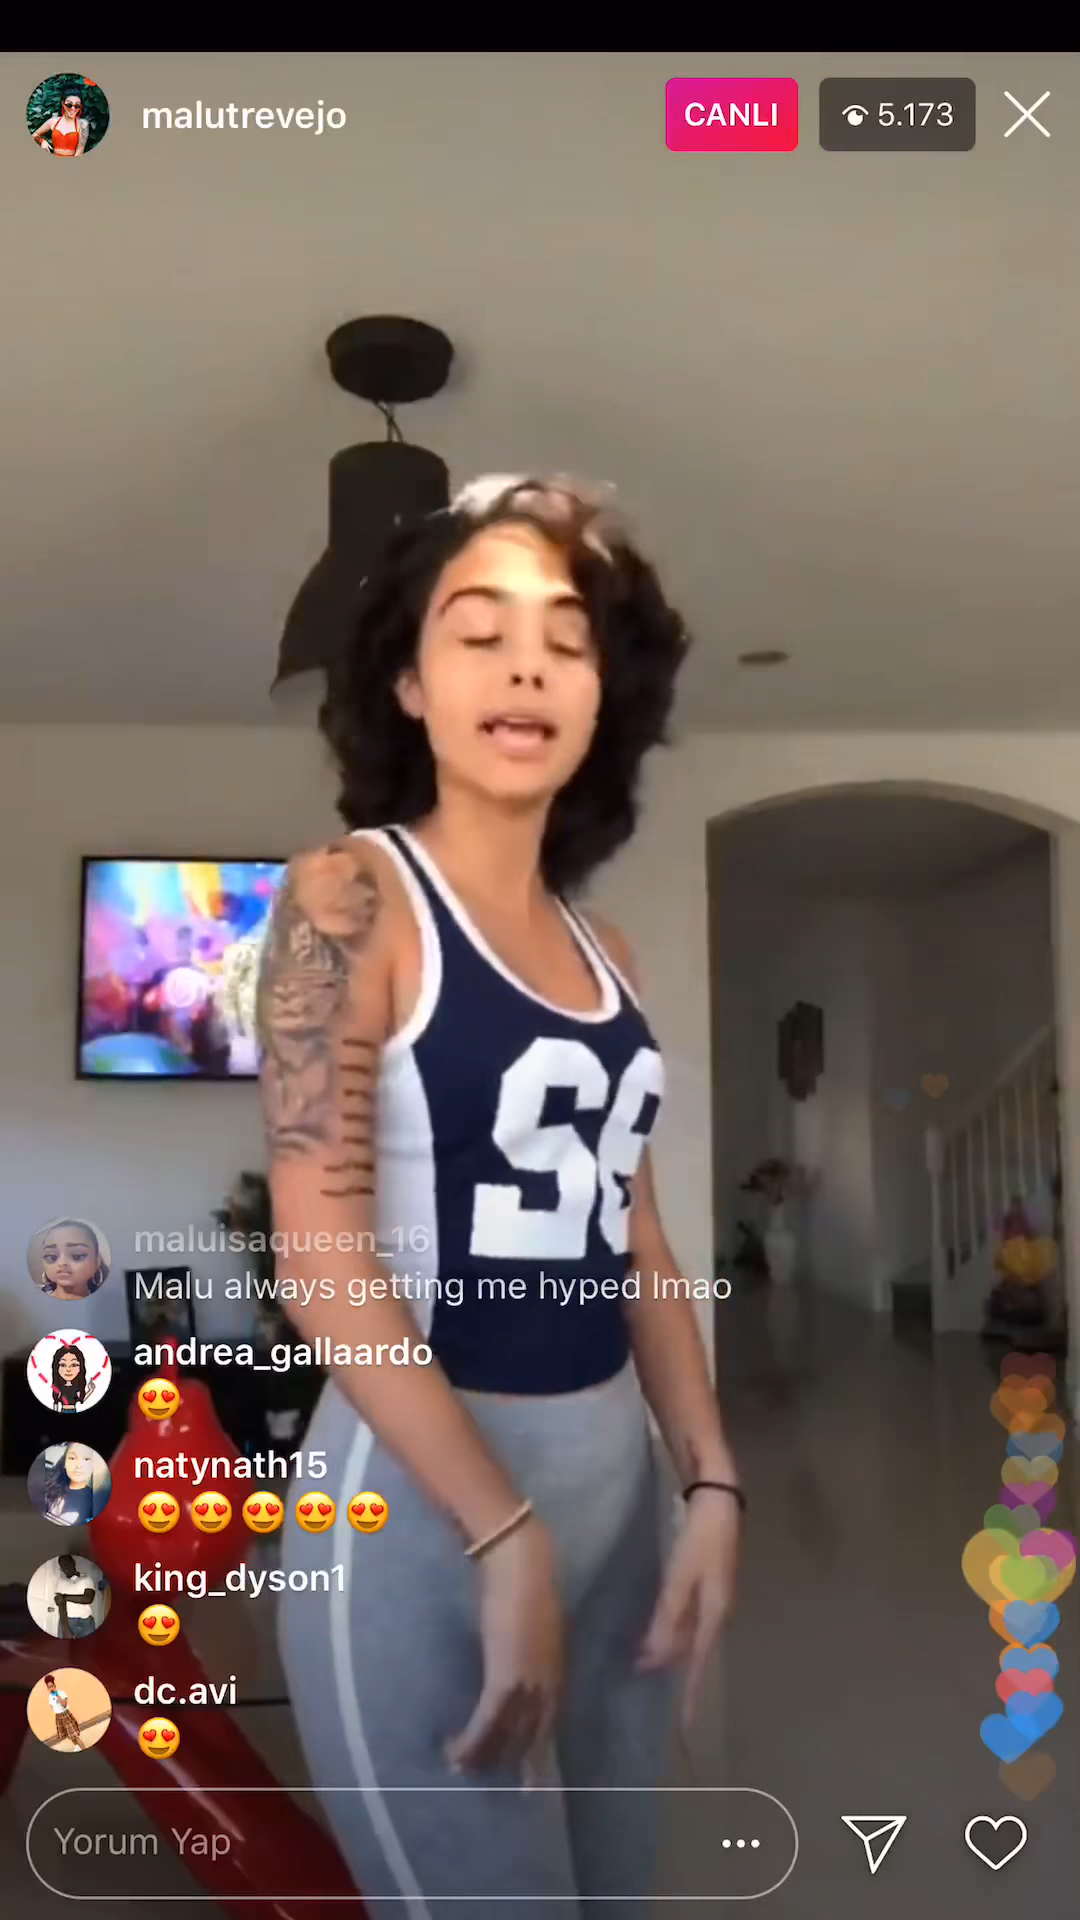 malutrevejo
CANLI
5.173
maluisaqueen_16
Malu always getting me hyped lmao
andrea_gallaardo
😍
natynath15
😍😍😍😍😍
king_dyson1
😍
dc.avi
😍
Yorum Yap